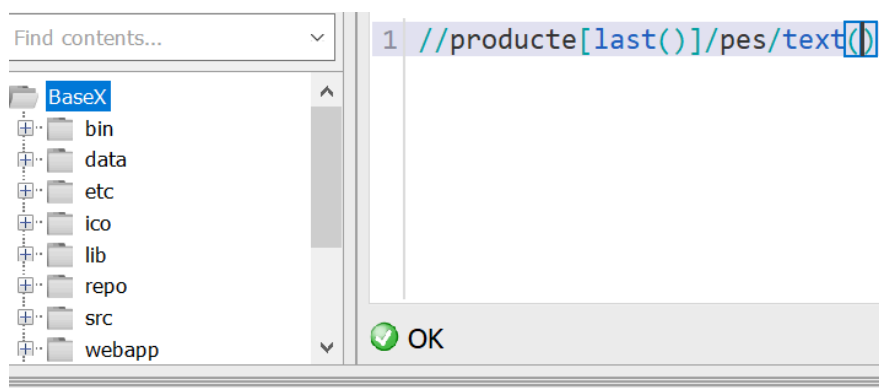 Find contents...
BaseX
bin
data
etc
ico
lib
repo
src
webapp
1 //producte[last()]/pes/text()
OK